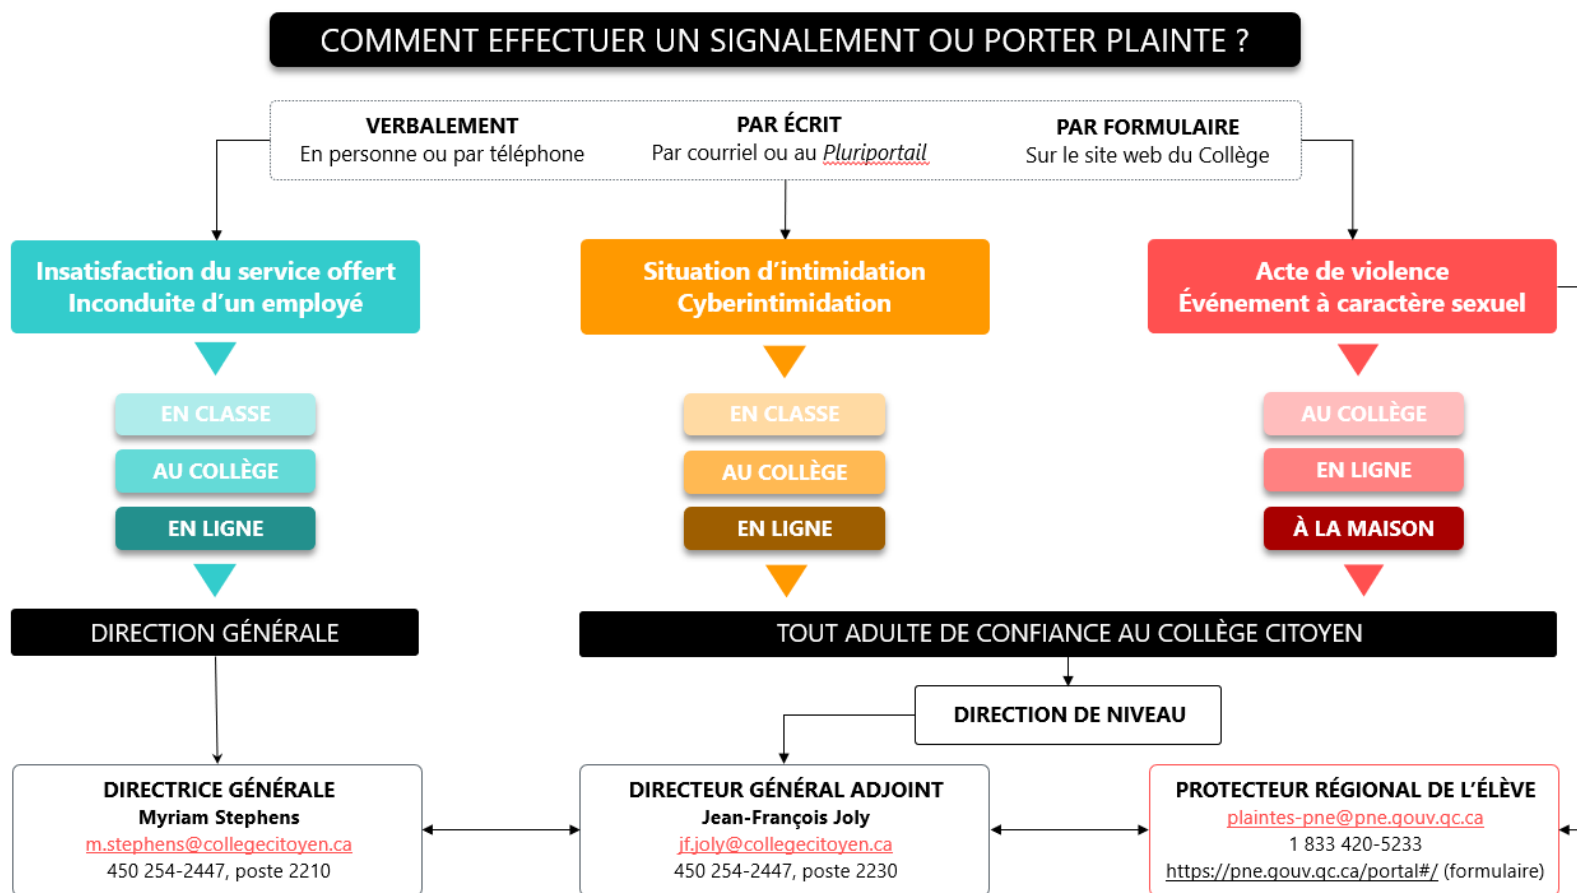 COMMENT EFFECTUER UN SIGNALEMENT OU PORTER PLAINTE ?
VERBALEMENT
En personne ou par téléphone
PAR ÉCRIT
Par courriel ou au Pluriportail
PAR FORMULAIRE
Sur le site web du Collège
Insatisfaction du service offert
Inconduite d’un employé
Situation d’intimidation
Cyberintimidation
Acte de violence
Événement à caractère sexuel
EN CLASSE
AU COLLÈGE
EN LIGNE
EN CLASSE
AU COLLÈGE
EN LIGNE
AU COLLÈGE
EN LIGNE
À LA MAISON
DIRECTION GÉNÉRALE
TOUT ADULTE DE CONFIANCE AU COLLÈGE CITOYEN
DIRECTION DE NIVEAU
DIRECTRICE GÉNÉRALE
Myriam Stephens
m.stephens@collegecitoyen.ca
450 254-2447, poste 2210
DIRECTEUR GÉNÉRAL ADJOINT
Jean-François Joly
jf.joly@collegecitoyen.ca
450 254-2447, poste 2230
PROTECTEUR RÉGIONAL DE L’ÉLÈVE
plaintes-pne@pne.gouv.qc.ca
1 833 420-5233
https://pne.gouv.qc.ca/portal#/ (formulaire)